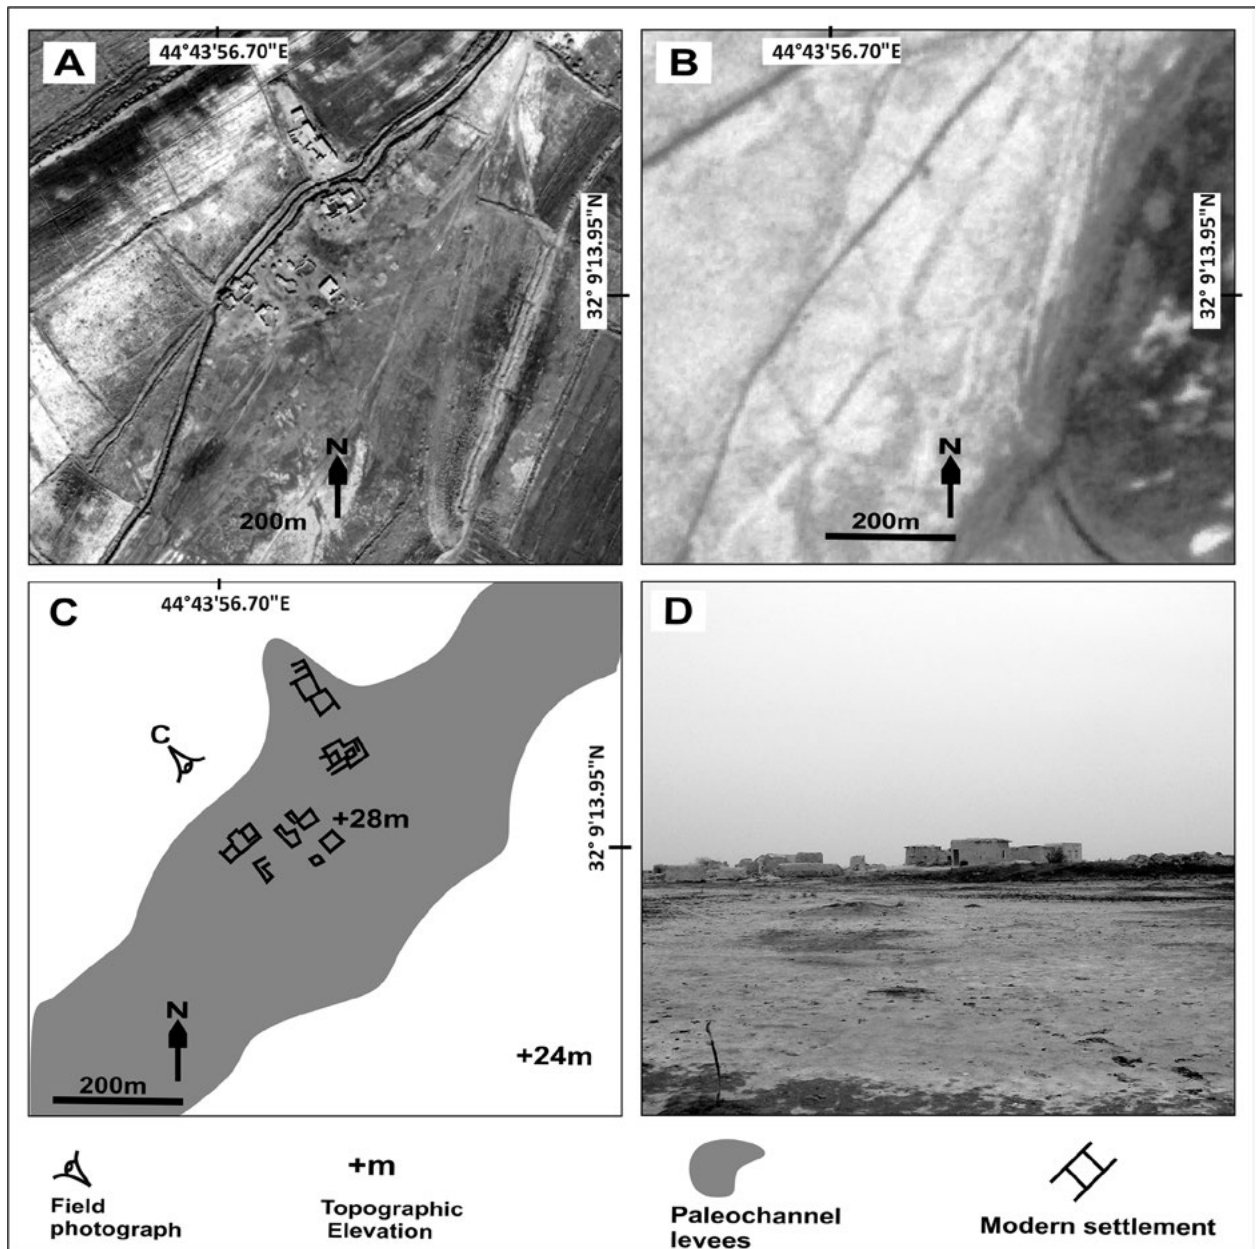 A
44°43'56.70"E
32° 9'13.95"N
N
200m
B
44°43'56.70"E
32° 9'13.95"N
N
200m
C
44°43'56.70"E
C
+28m
32° 9'13.95"N
N
200m
+24m
D
Field
photograph
+m
Topographic
Elevation
Paleochannel
levees
Modern settlement